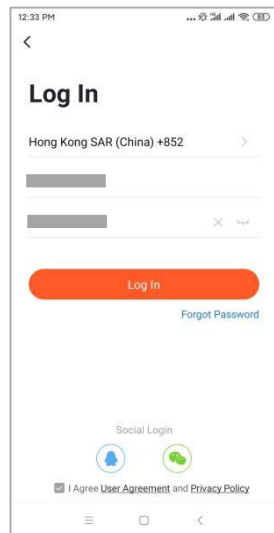 12:33 PM
Log In
Hong Kong SAR (China) +852
Log In
Forgot Password
Social Login
I Agree User Agreement and Privacy Policy